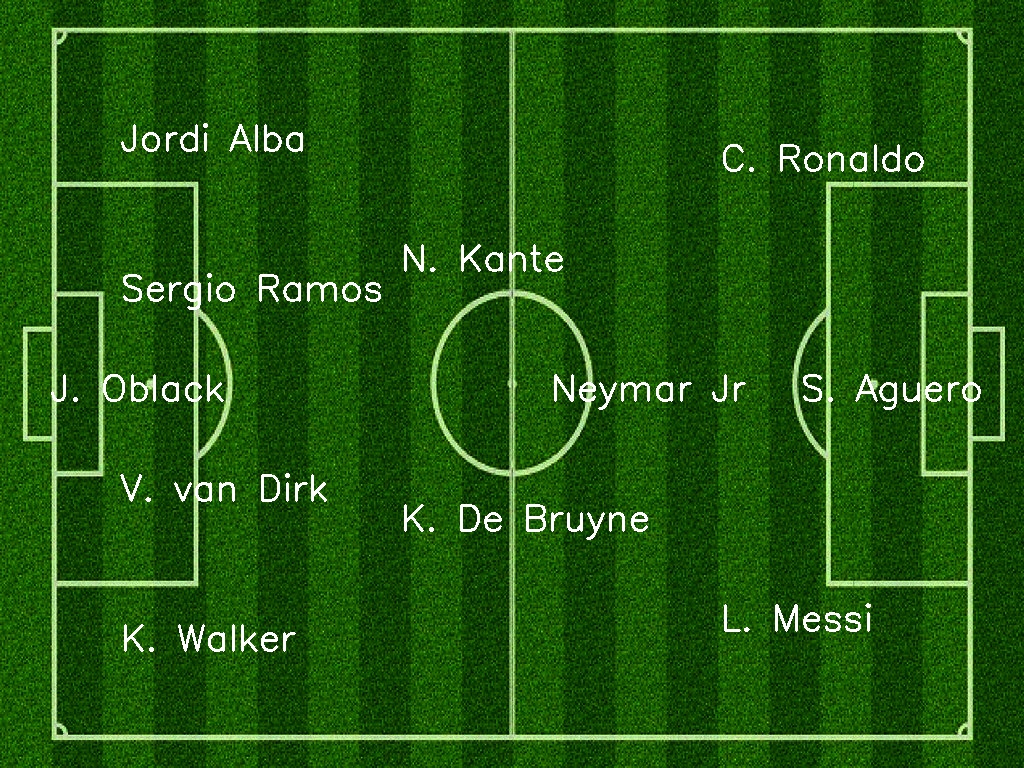 Jordi Alba
C. Ronaldo
N. Kante
Sergio Ramos
J. Oblack
Neymar Jr
S. Aguero
V. van Dirk
K. De Bruyne
L. Messi
K. Walker